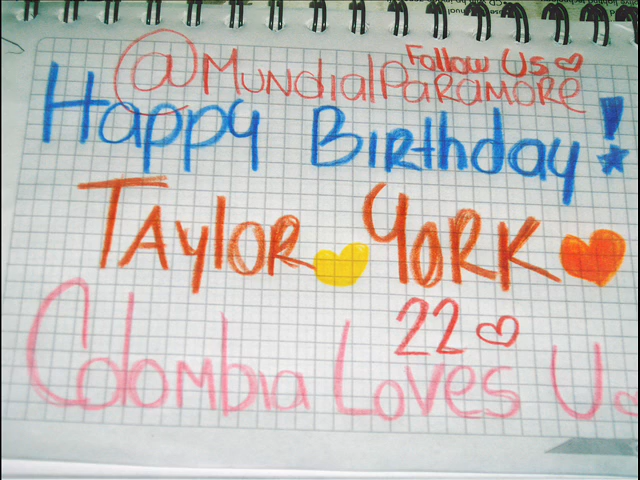 Follow Us
@MundialParamore
Happy Birthday!
Taylor York
22
Colombia Loves